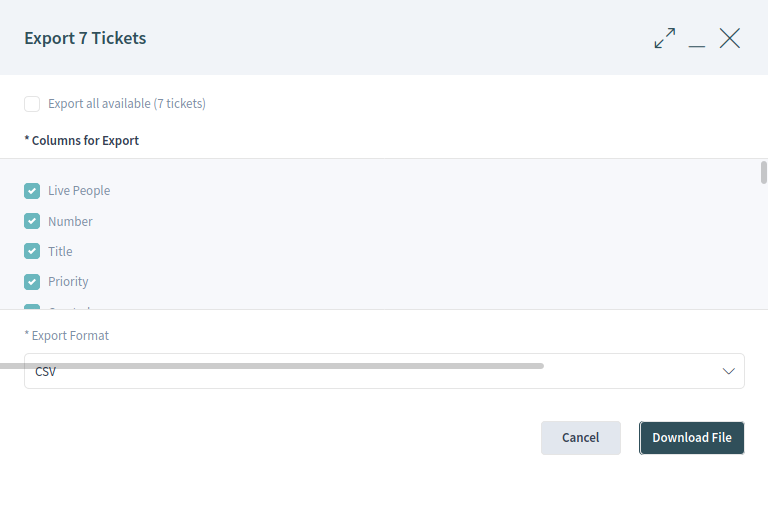 Export 7 Tickets
Export all available (7 tickets)
* Columns for Export
Live People
Number
Title
Priority
* Export Format
CSV
Cancel
Download File